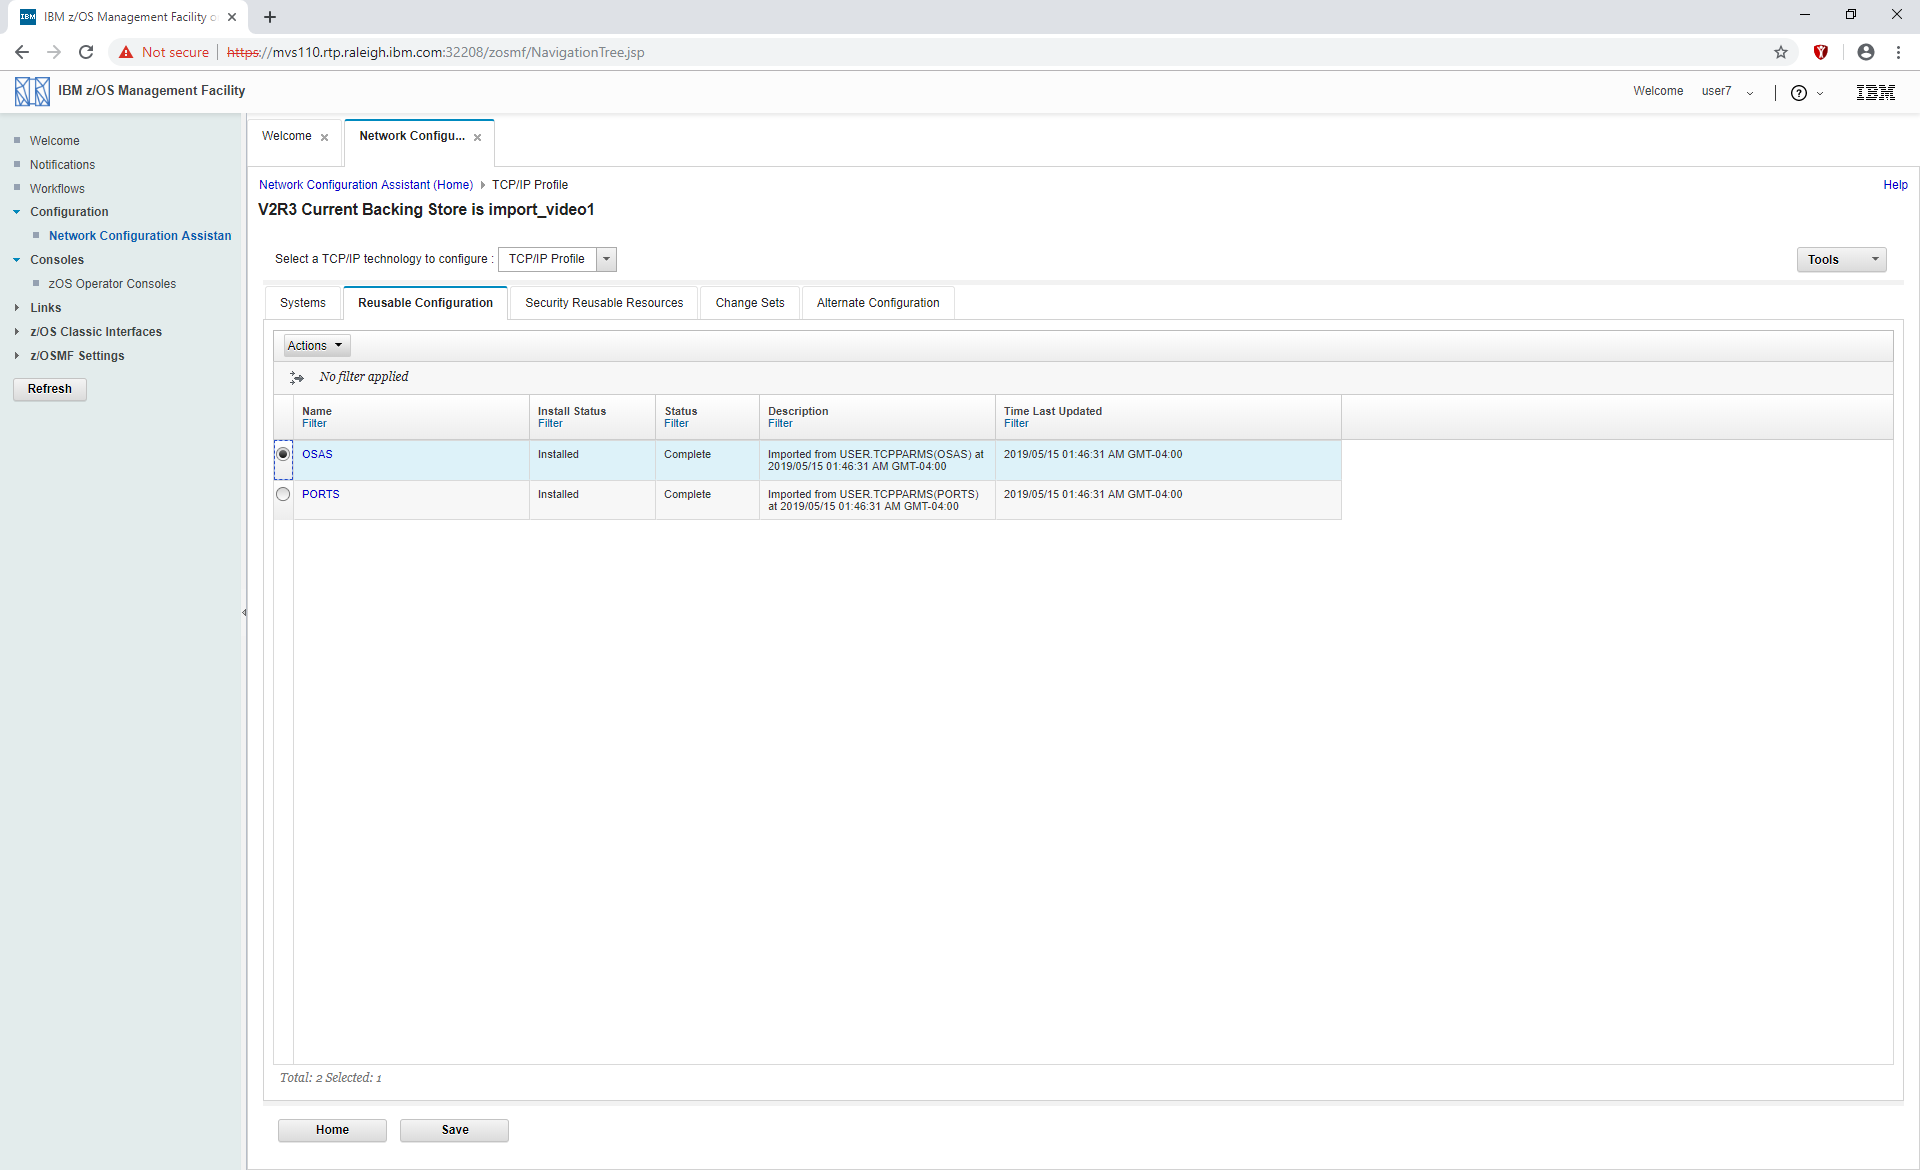 IBM z/OS Management Facility o
Not secure https://mvs110.rtp.raleigh.ibm.com:32208/zosmf/NavigationTree.jsp
IBM z/OS Management Facility
Welcome user7
IBM
Welcome
Notifications
Workflows
Configuration
Network Configuration Assistan
Consoles
zOS Operator Consoles
Links
z/OS Classic Interfaces
z/OSMF Settings
Refresh
Welcome
Network Configu...
Network Configuration Assistant (Home) TCP/IP Profile
Help
V2R3 Current Backing Store is import_video1
Select a TCP/IP technology to configure : TCP/IP Profile
Tools
Systems
Reusable Configuration
Security Reusable Resources
Change Sets
Alternate Configuration
Actions
No filter applied
Name Install Status Status Description Time Last Updated
Filter Filter Filter Filter Filter
OSAS Installed Complete Imported from USER.TCPPARMS(OSAS) at 2019/05/15 01:46:31 AM GMT-04:00
2019/05/15 01:46:31 AM GMT-04:00
PORTS Installed Complete Imported from USER.TCPPARMS(PORTS) 2019/05/15 01:46:31 AM GMT-04:00
at 2019/05/15 01:46:31 AM GMT-04:00
Total: 2 Selected: 1
Home
Save